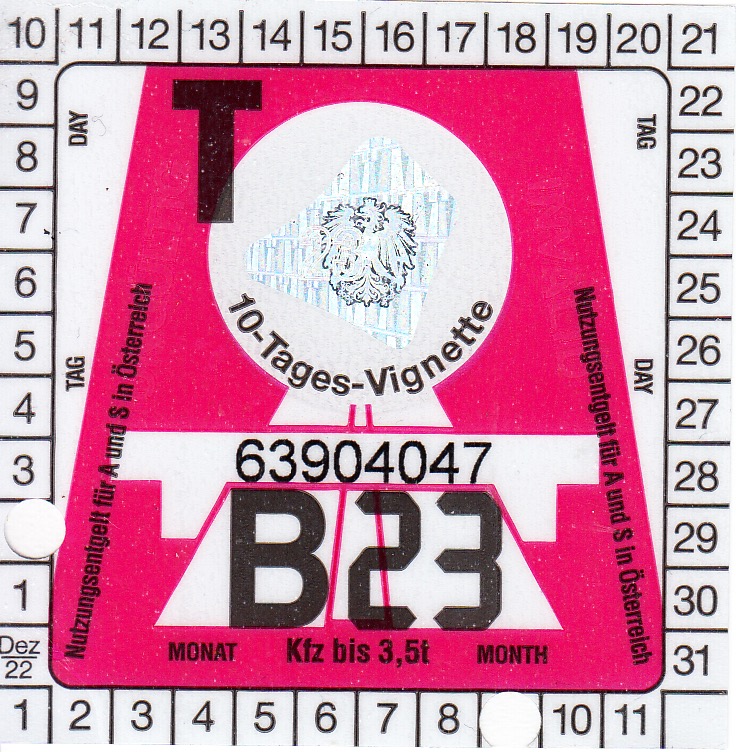 10 11 12 13 14 15 16 17 18 19 20 21
9 DAY T TAG 22
8 23
7 24
6 25
5 TAG DAY 26
4 27
3 28
29
1 30
Dez 22 31
10-Tages-Vignette
Nutzungsentgelt für A und S in Österreich
Nutzungsentgelt für A und S in Österreich
63904047
B23
MONAT Kfz bis 3,5t MONTH
1 2 3 4 5 6 7 8 10 11